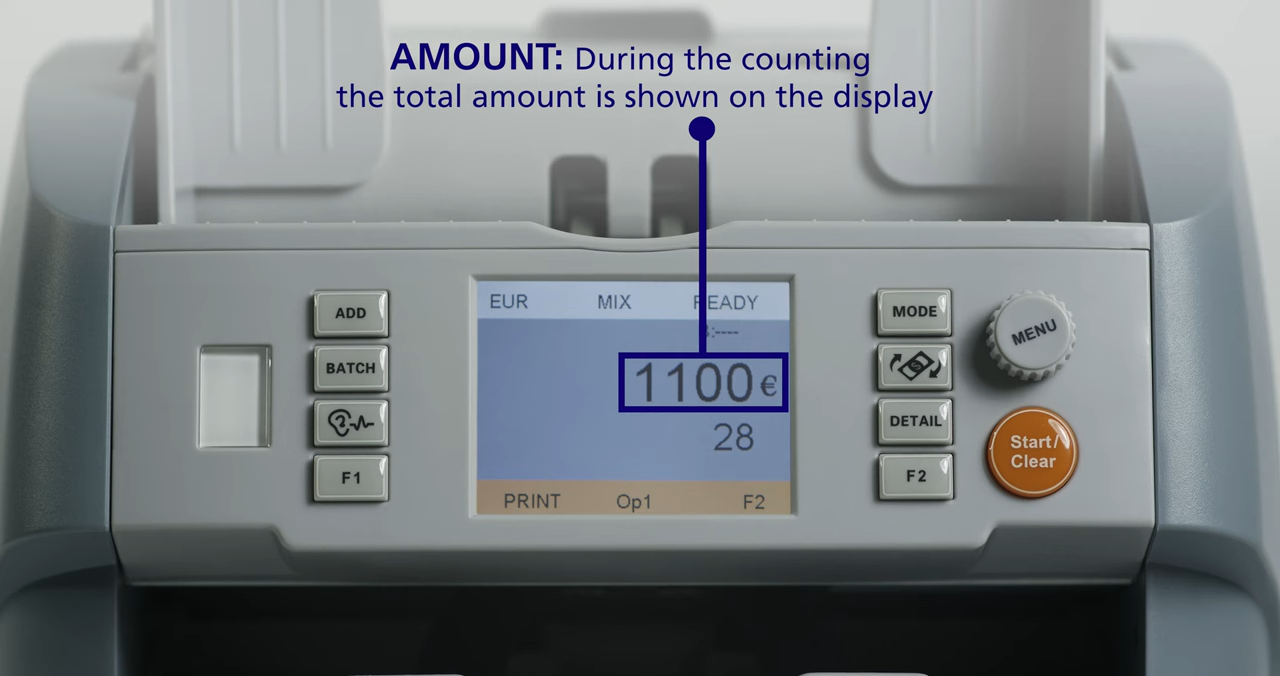 AMOUNT: During the counting
the total amount is shown on the display
EUR MIX READY
1100€
28
PRINT Op1 F2
ADD
BATCH
F1
MODE
DETAIL
F2
MENU
Start/
Clear